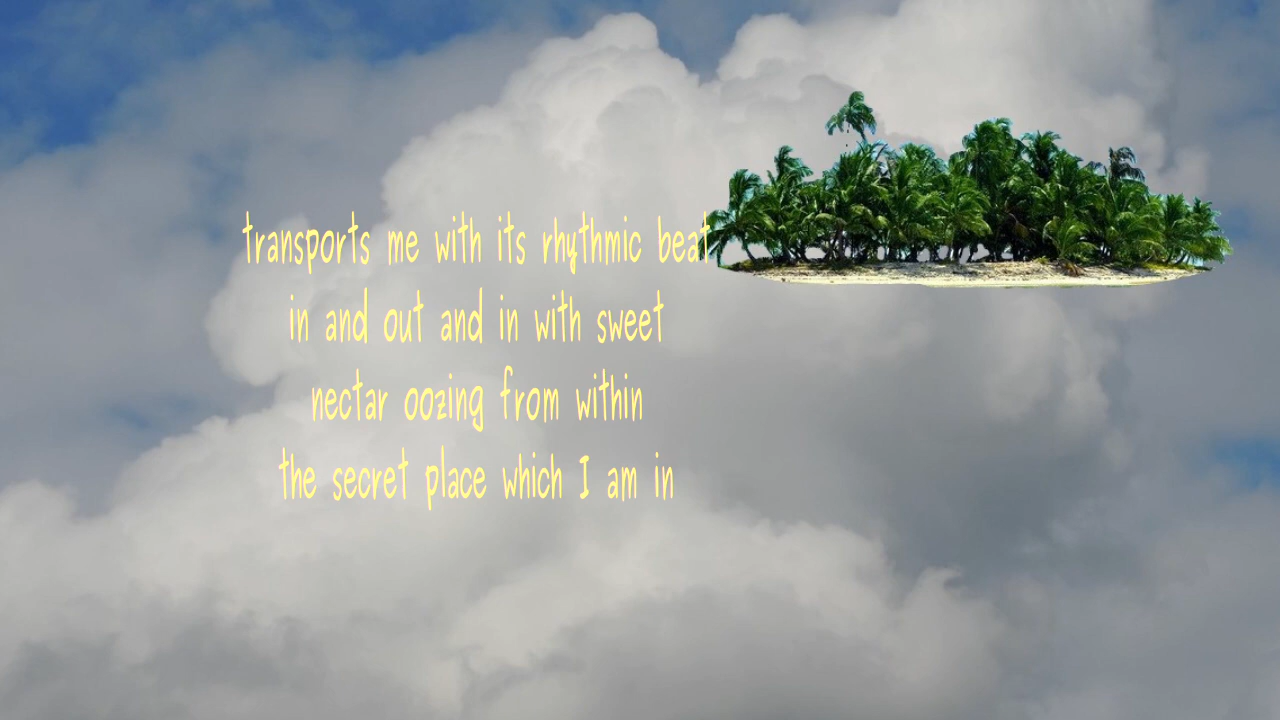 transports me with its rhythmic beat
in and out and in with sweet
nectar oozing from within
the secret place which I am in